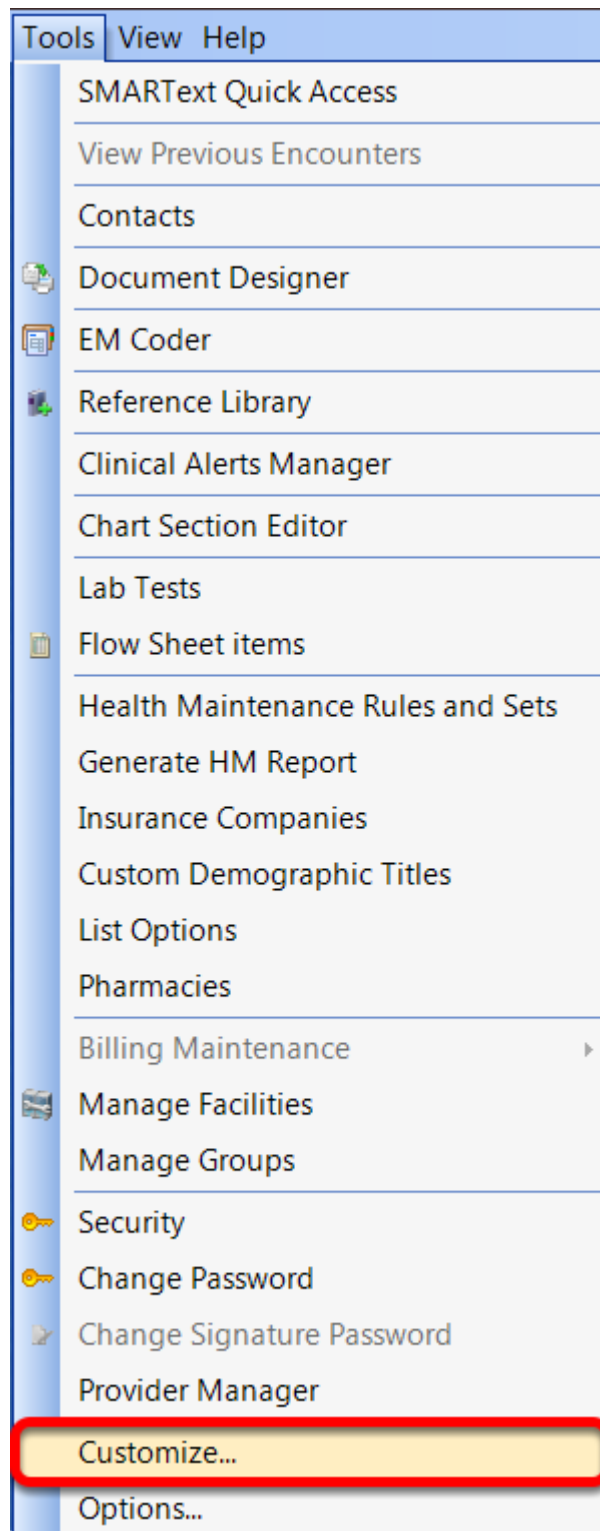 Tools View Help
SMARText Quick Access
View Previous Encounters
Contacts
Document Designer
EM Coder
Reference Library
Clinical Alerts Manager
Chart Section Editor
Lab Tests
Flow Sheet items
Health Maintenance Rules and Sets
Generate HM Report
Insurance Companies
Custom Demographic Titles
List Options
Pharmacies
Billing Maintenance
Manage Facilities
Manage Groups
Security
Change Password
Change Signature Password
Provider Manager
Customize...
Options...